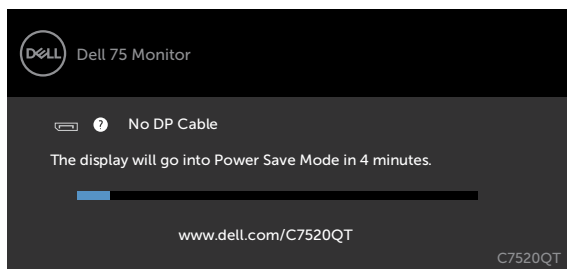 DELL Dell 75 Monitor
? No DP Cable
The display will go into Power Save Mode in 4 minutes.
www.dell.com/C7520QT
C7520QT